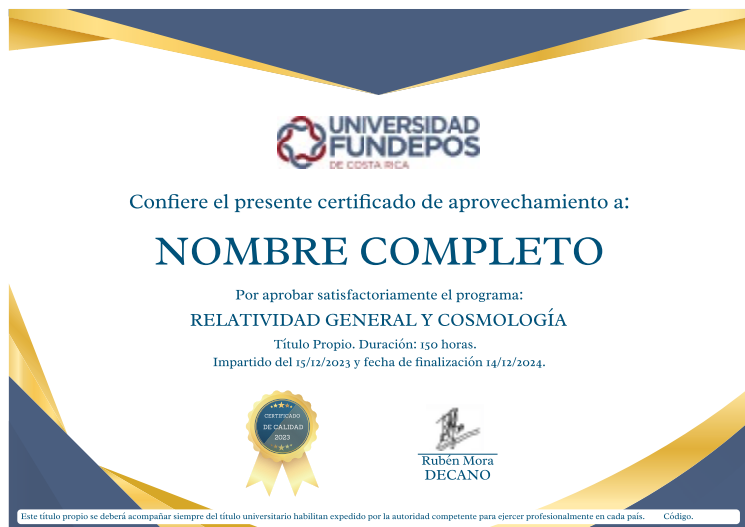 UNIVERSIDAD
FUNDEPOS
DE COSTA RICA
Confiere el presente certificado de aprovechamiento a:
NOMBRE COMPLETO
Por aprobar satisfactoriamente el programa:
RELATIVIDAD GENERAL Y COSMOLOGÍA
Título Propio. Duración: 150 horas.
Impartido del 15/12/2023 y fecha de finalización 14/12/2024.
CERTIFICADO
DE CALIDAD
2023
Rubén Mora
DECANO
Este título propio se deberá acompañar siempre del título universitario habilitan expedido por la autoridad competente para ejercer profesionalmente en cada país. Código.